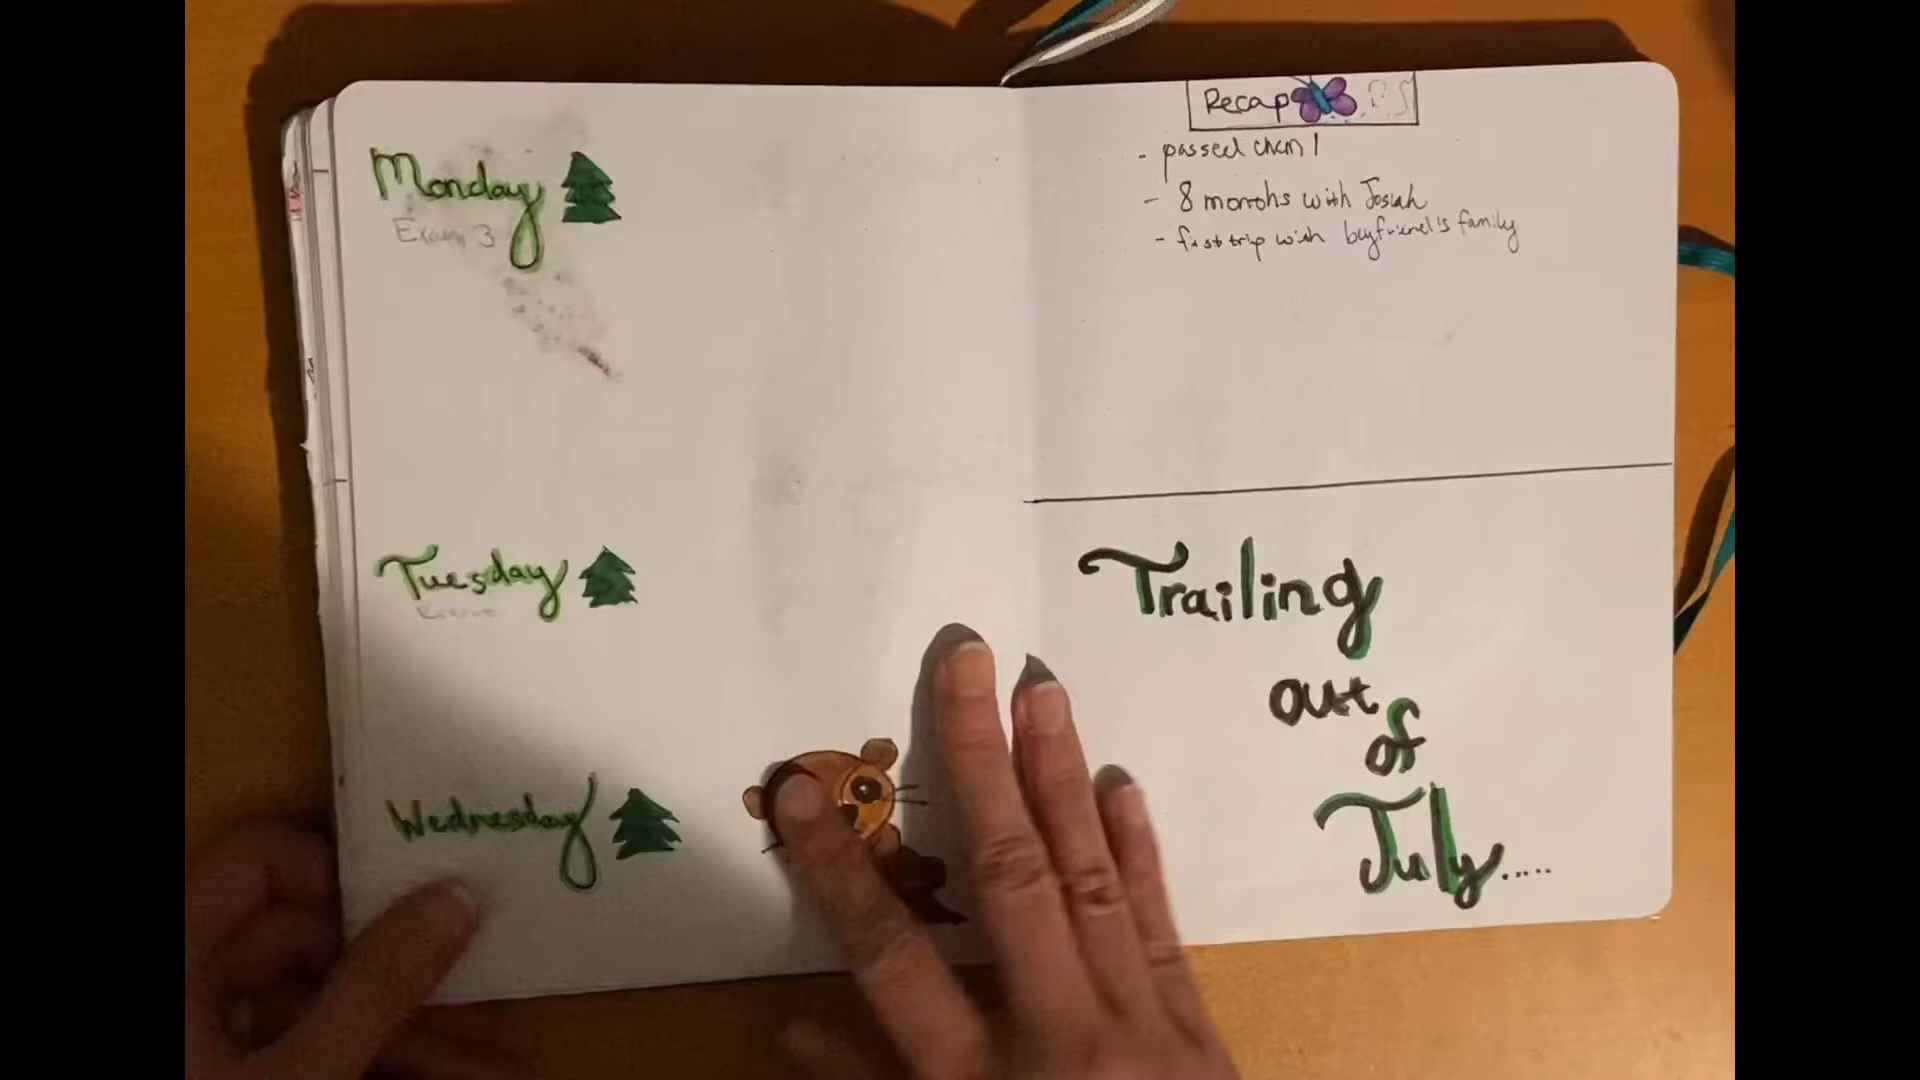 Monday
Exam 3
Tuesday
Wednesday
Recap
- passed chem 1
- 8 months with Josiah
- first trip with boyfriend's family
Trailing
out
of
July.....